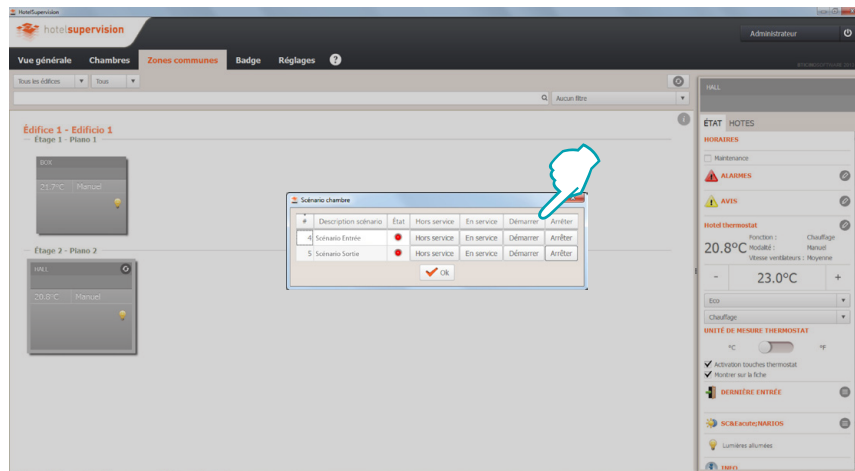 HotelSupervision
hotelsupervision
Administrateur
Vue générale Chambres Zones communes Badge Réglages ?
Tous les édifices Tous
Aucun filtre
Édifice 1 - Edificio 1
Étage 1 - Piano 1
BOX
21.7°C Manuel
Étage 2 - Piano 2
HALL
20.8°C Manuel
Scénario chambre
# Description scénario État Hors service En service Démarrer Arrêter
4 Scénario Entrée Hors service En service Démarrer Arrêter
5 Scénario Sortie Hors service En service Démarrer Arrêter
Ok
HALL
ÉTAT HOTES
HORAIRES
Maintenance
ALARMES
AVIS
Hotel thermostat
Fonction : Chauffage
20.8°C Modalité : Manuel
Vitesse ventilateurs : Moyenne
- 23.0°C +
Eco
Chauffage
UNITÉ DE MESURE THERMOSTAT
°C °F
Activation touches thermostat
Montrer sur la fiche
DERNIÈRE ENTRÉE
SC&Eacute;NARIOS
Lumières allumées
INFO